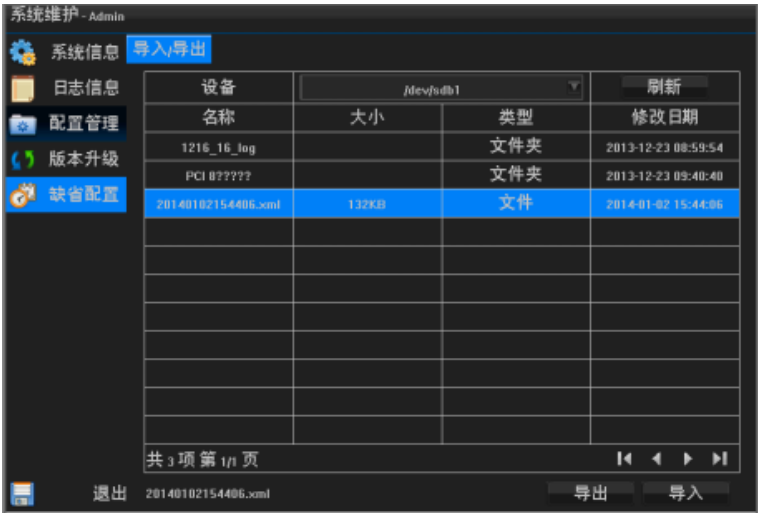 系统维护 - Admin
系统信息 导入/导出
日志信息 设备 /dev/sdb1 刷新
配置管理 名称 大小 类型 修改日期
版本升级 1216_16_log 文件夹 2013-12-23 08:59:54
PCI 8????? 文件夹 2013-12-23 09:40:40
缺省配置 20140102154406.xml 132KB 文件 2014-01-02 15:44:06
共 3 项 第 1/1 页
退出 20140102154406.xml 导出 导入